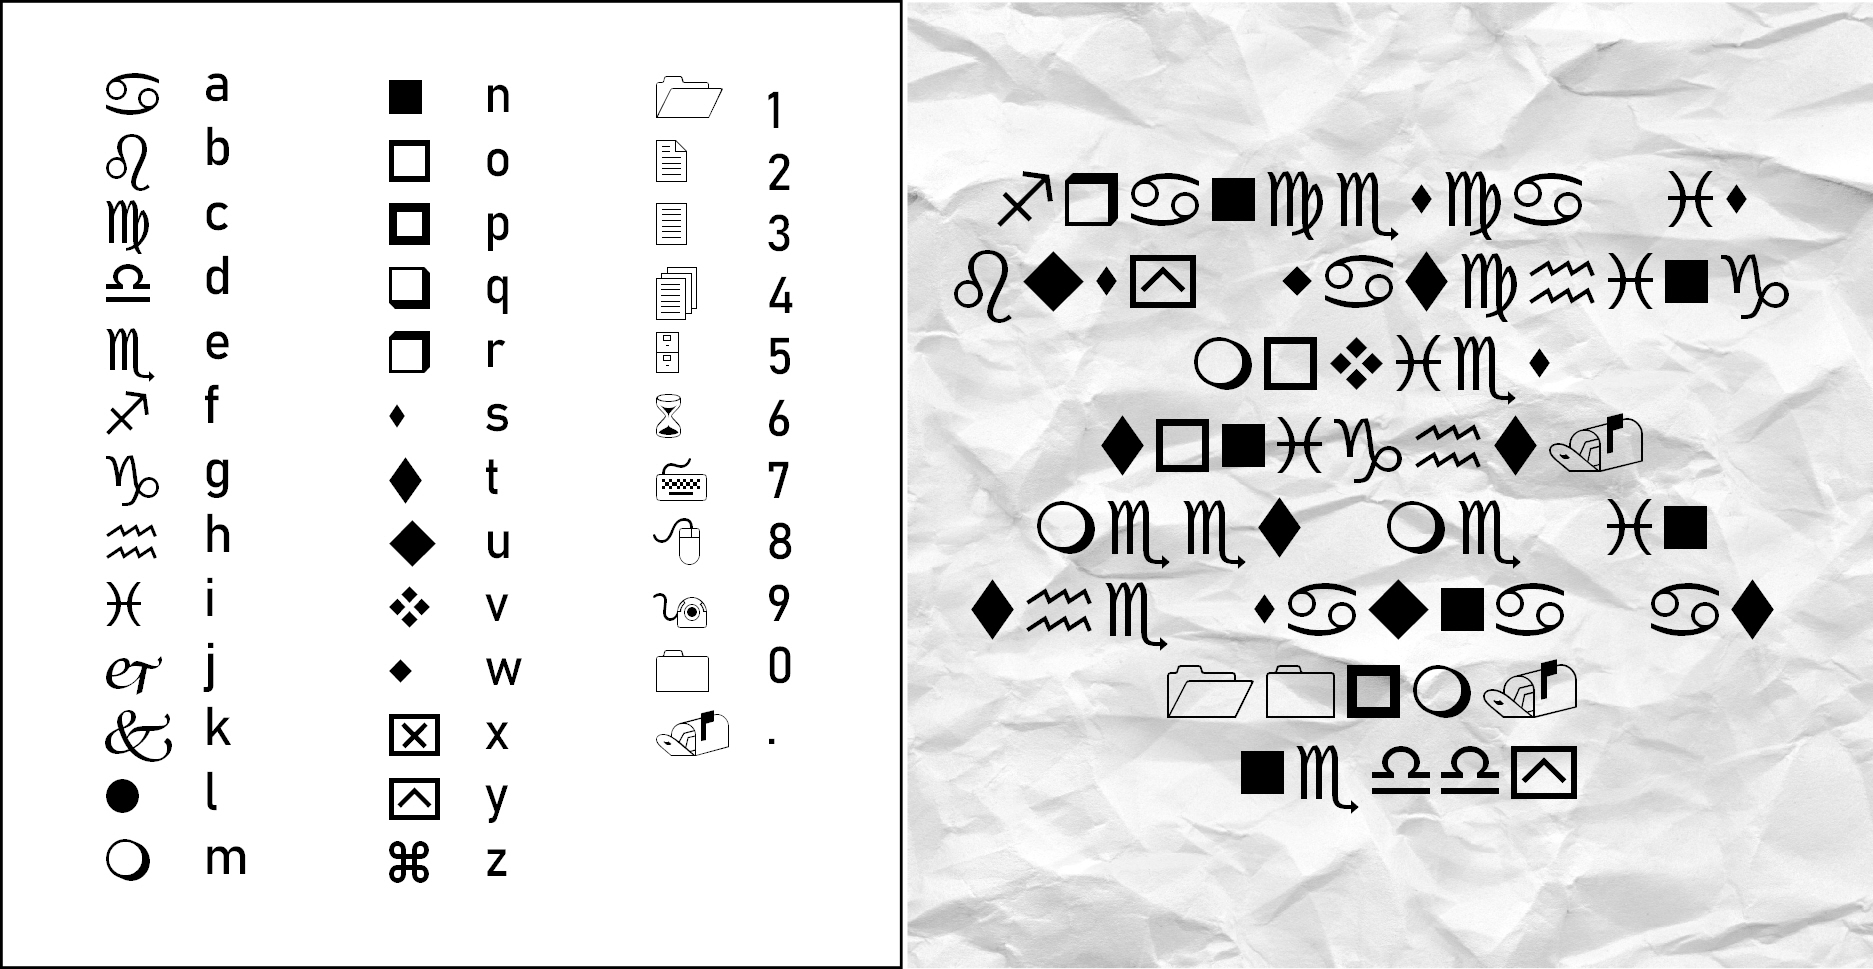 ♋ a
♌ b
♍ c
♎ d
♏ e
♐ f
♑ g
♒ h
♓ i
🙰 j
🙵 k
● l
❍ m
■ n
□ o
◻ p
❑ q
❒ r
⬧ s
⧫ t
◆ u
❖ v
⬥ w
⌧ x
⍓ y
⌘ z
📂 1
📄 2
🗏 3
🗐 4
🗄 5
⌛ 6
🖮 7
🖰 8
🖲 9
📁 0
📬 .
♐❒♋■♍♏⬧♍♋ ♓⬧
♌◆⬧⍓ ⬥♋⧫♍♒♓■♑
❍□❖♓♏⬧
⧫□■♓♑♒⧫📬
❍♏♏⧫ ❍♏ ♓■
⧫♒♏ ⬧♋◆■♋ ♋⧫
📂📁◻❍📬
■♏♎♎⍓